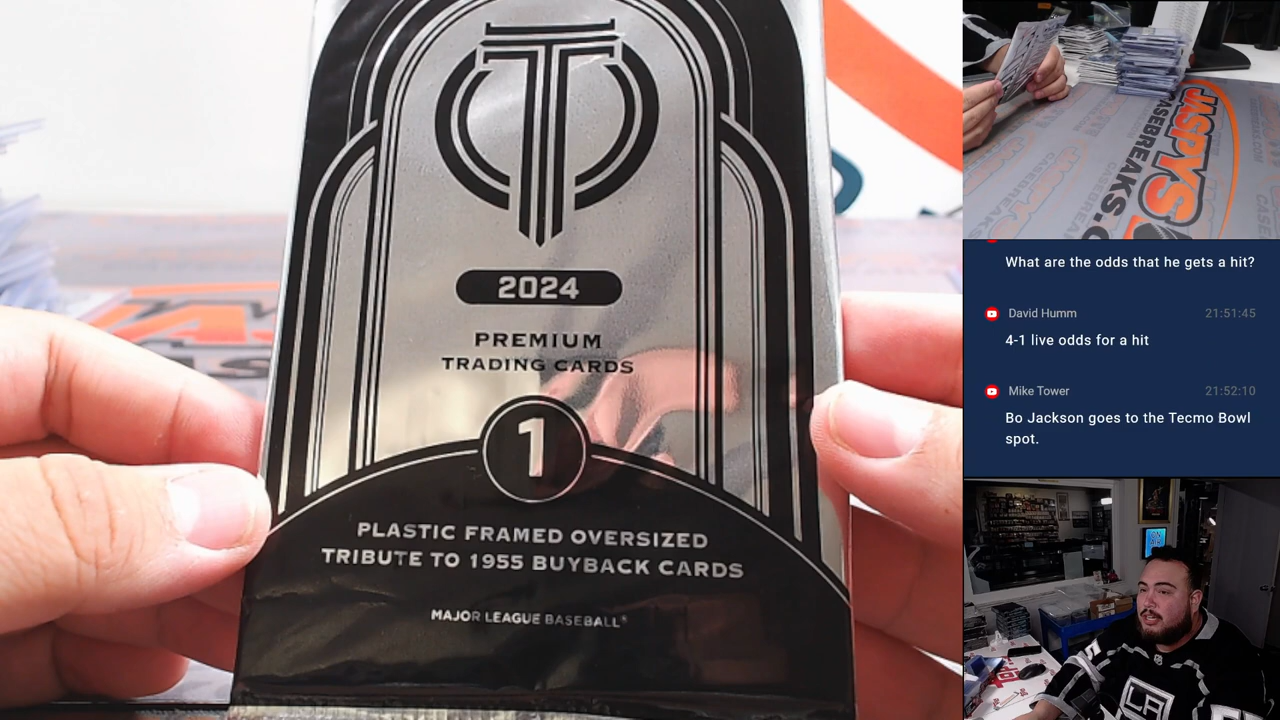 2024
PREMIUM
TRADING CARDS
1
PLASTIC FRAMED OVERSIZED
TRIBUTE TO 1955 BUYBACK CARDS
MAJOR LEAGUE BASEBALL®
JASPYS
CASEBREAKS.C
What are the odds that he gets a hit?
David Humm 21:51:45
4-1 live odds for a hit
Mike Tower 21:52:10
Bo Jackson goes to the Tecmo Bowl
spot.
LA